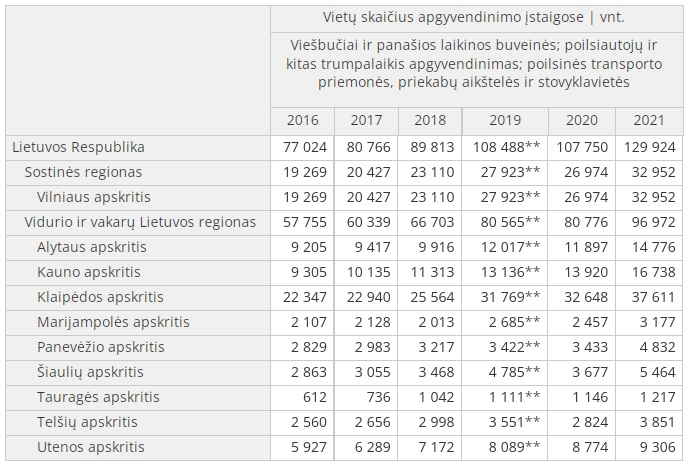 Vietų skaičius apgyvendinimo įstaigose | vnt.
Viešbučiai ir panašios laikinos buveinės; poilsiautojų ir
kitas trumpalaikis apgyvendinimas; poilsinės transporto
priemonės, priekabų aikštelės ir stovyklavietės
2016 2017 2018 2019 2020 2021
Lietuvos Respublika 77 024 80 766 89 813 108 488** 107 750 129 924
Sostinės regionas 19 269 20 427 23 110 27 923** 26 974 32 952
Vilniaus apskritis 19 269 20 427 23 110 27 923** 26 974 32 952
Vidurio ir vakarų Lietuvos regionas 57 755 60 339 66 703 80 565** 80 776 96 972
Alytaus apskritis 9 205 9 417 9 916 12 017** 11 897 14 776
Kauno apskritis 9 305 10 135 11 313 13 136** 13 920 16 738
Klaipėdos apskritis 22 347 22 940 25 564 31 769** 32 648 37 611
Marijampolės apskritis 2 107 2 128 2 013 2 685** 2 457 3 177
Panevėžio apskritis 2 829 2 983 3 217 3 422** 3 433 4 832
Šiaulių apskritis 2 863 3 055 3 468 4 785** 3 677 5 464
Tauragės apskritis 612 736 1 042 1 111** 1 146 1 217
Telšių apskritis 2 560 2 656 2 998 3 551** 2 824 3 851
Utenos apskritis 5 927 6 289 7 172 8 089** 8 774 9 306